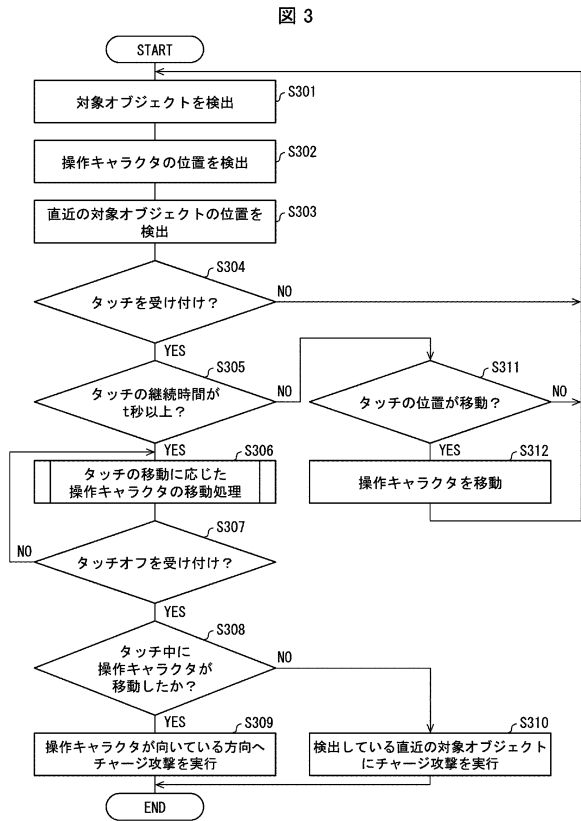 図 3
START
対象オブジェクトを検出
S301
操作キャラクタの位置を検出
S302
直近の対象オブジェクトの位置を
検出
S303
タッチを受け付け？
S304
NO
YES
タッチの継続時間が
t秒以上？
S305
NO
YES
タッチの位置が移動？
S311
NO
YES
タッチの移動に応じた
操作キャラクタの移動処理
S306
操作キャラクタを移動
S312
タッチオフを受け付け？
S307
NO
YES
タッチ中に
操作キャラクタが
移動したか？
S308
NO
YES
操作キャラクタが向いている方向へ
チャージ攻撃を実行
S309
検出している直近の対象オブジェクト
にチャージ攻撃を実行
S310
END